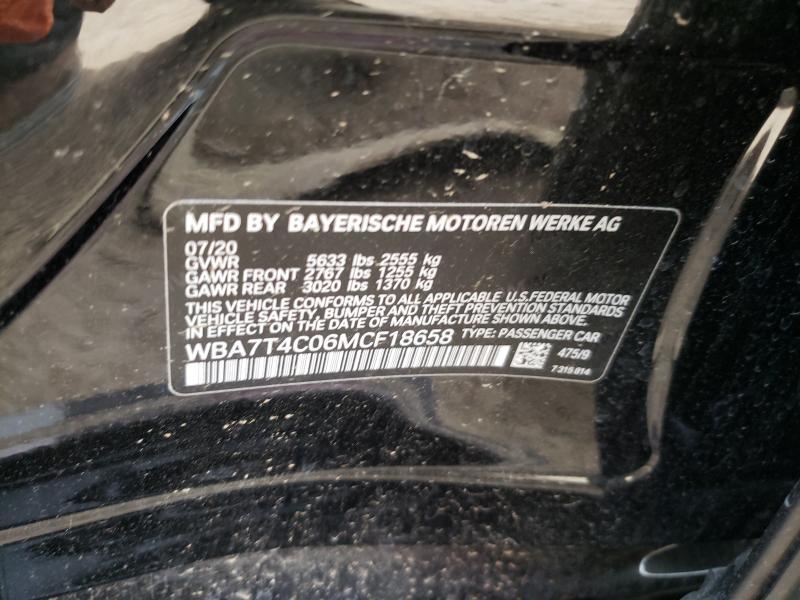 MFD BY BAYERISCHE MOTOREN WERKE AG
07/20
GVWR 5633 lbs 2555 kg
GAWR FRONT 2767 lbs 1255 kg
GAWR REAR 3020 lbs 1370 kg
THIS VEHICLE CONFORMS TO ALL APPLICABLE U.S.FEDERAL MOTOR
VEHICLE SAFETY, BUMPER AND THEFT PREVENTION STANDARDS
IN EFFECT ON THE DATE OF MANUFACTURING SHOWN ABOVE.
WBA7T4C06MCF18658 TYPE: PASSENGER CAR
475/9
7 315 814